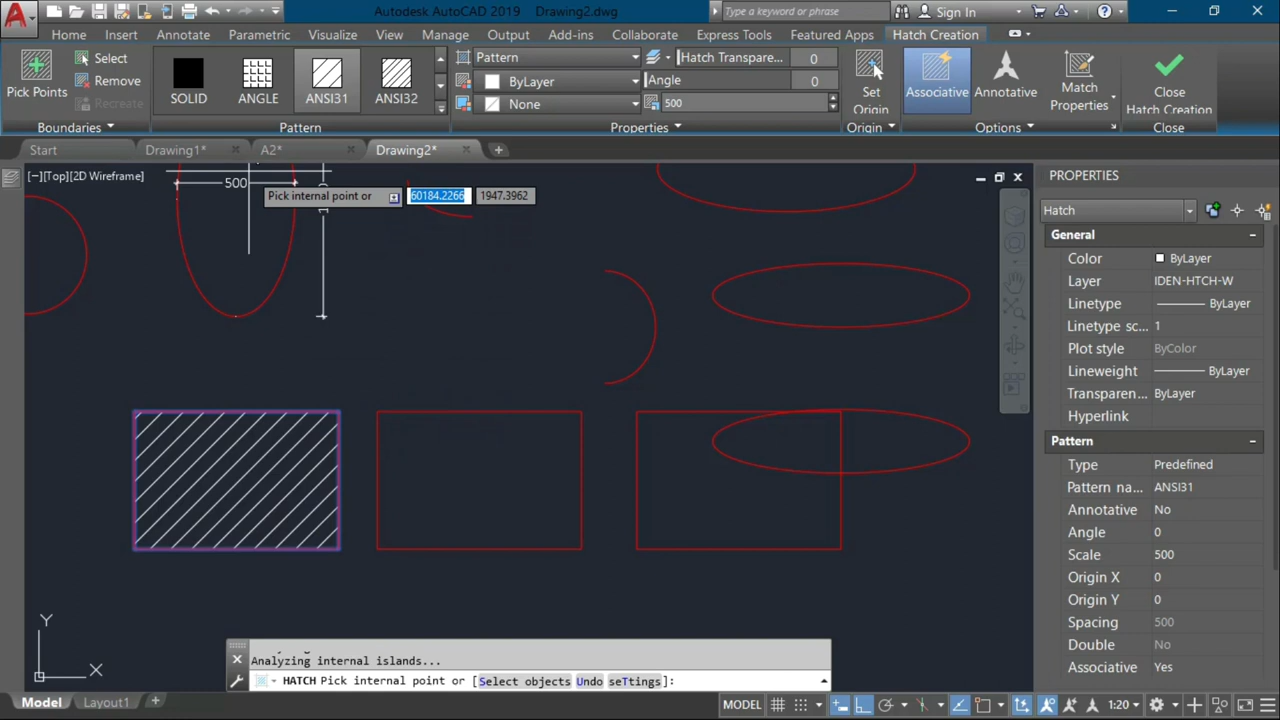 Autodesk AutoCAD 2019 Drawing2.dwg
Type a keyword or phrase
Sign In
Home Insert Annotate Parametric Visualize View Manage Output Add-ins Collaborate Express Tools Featured Apps Hatch Creation
Pick Points
Select
Remove
Recreate
Boundaries
SOLID
ANGLE
ANSI31
ANSI32
Pattern
Pattern
ByLayer
None
Hatch Transpare... 0
Angle 0
500
Properties
Set
Origin
Origin
Associative
Annotative
Match
Properties
Options
Close
Hatch Creation
Close
Start Drawing1* A2* Drawing2*
[−][Top][2D Wireframe]
500
Pick internal point or 60184.2266 1947.3962
PROPERTIES
Hatch
General
Color ByLayer
Layer IDEN-HTCH-W
Linetype ByLayer
Linetype sc... 1
Plot style ByColor
Lineweight ByLayer
Transparen... ByLayer
Hyperlink
Pattern
Type Predefined
Pattern na... ANSI31
Annotative No
Angle 0
Scale 500
Origin X 0
Origin Y 0
Spacing 500
Double No
Associative Yes
Y
X
Analyzing internal islands...
HATCH Pick internal point or [Select objects Undo seTtings]:
Model Layout1
MODEL
1:20